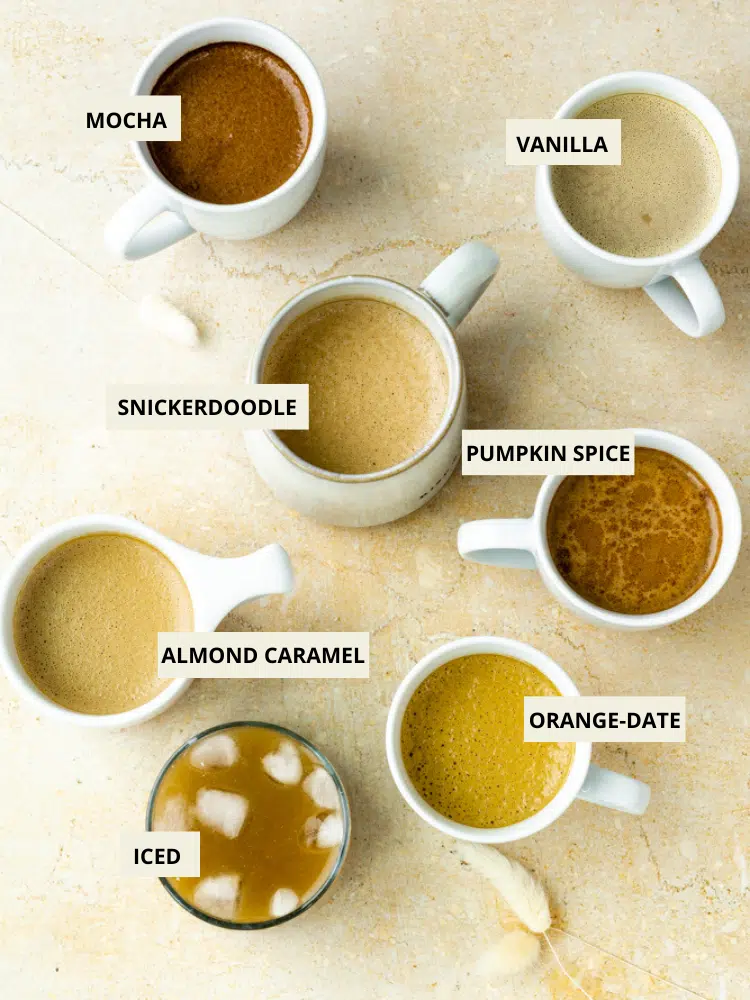 MOCHA
VANILLA
SNICKERDOODLE
PUMPKIN SPICE
ALMOND CARAMEL
ORANGE-DATE
ICED